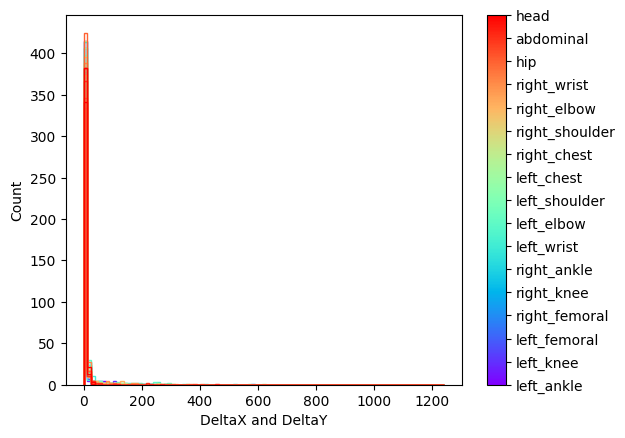 400
350
300
250
200
150
100
50
0
Count
0 200 400 600 800 1000 1200
DeltaX and DeltaY
head
abdominal
hip
right_wrist
right_elbow
right_shoulder
right_chest
left_chest
left_shoulder
left_elbow
left_wrist
right_ankle
right_knee
right_femoral
left_femoral
left_knee
left_ankle